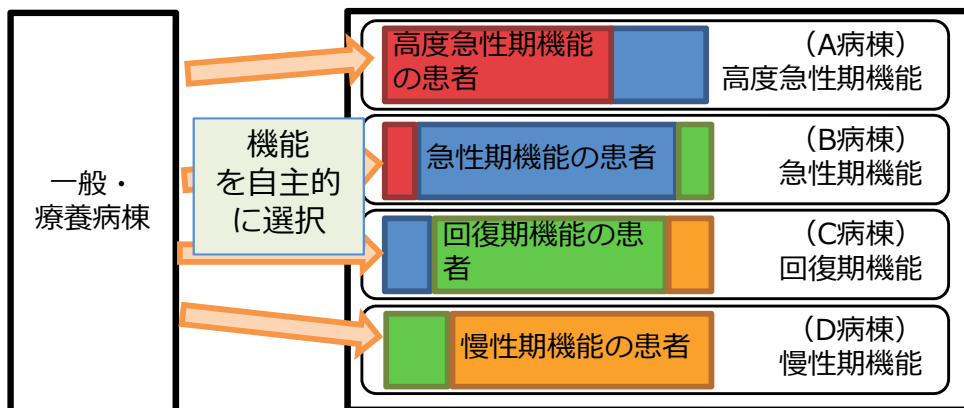 一般・
療養病棟
機能
を自主的
に選択
高度急性期機能
の患者
（A病棟）
高度急性期機能
急性期機能の患者
（B病棟）
急性期機能
回復期機能の患
者
（C病棟）
回復期機能
慢性期機能の患者
（D病棟）
慢性期機能